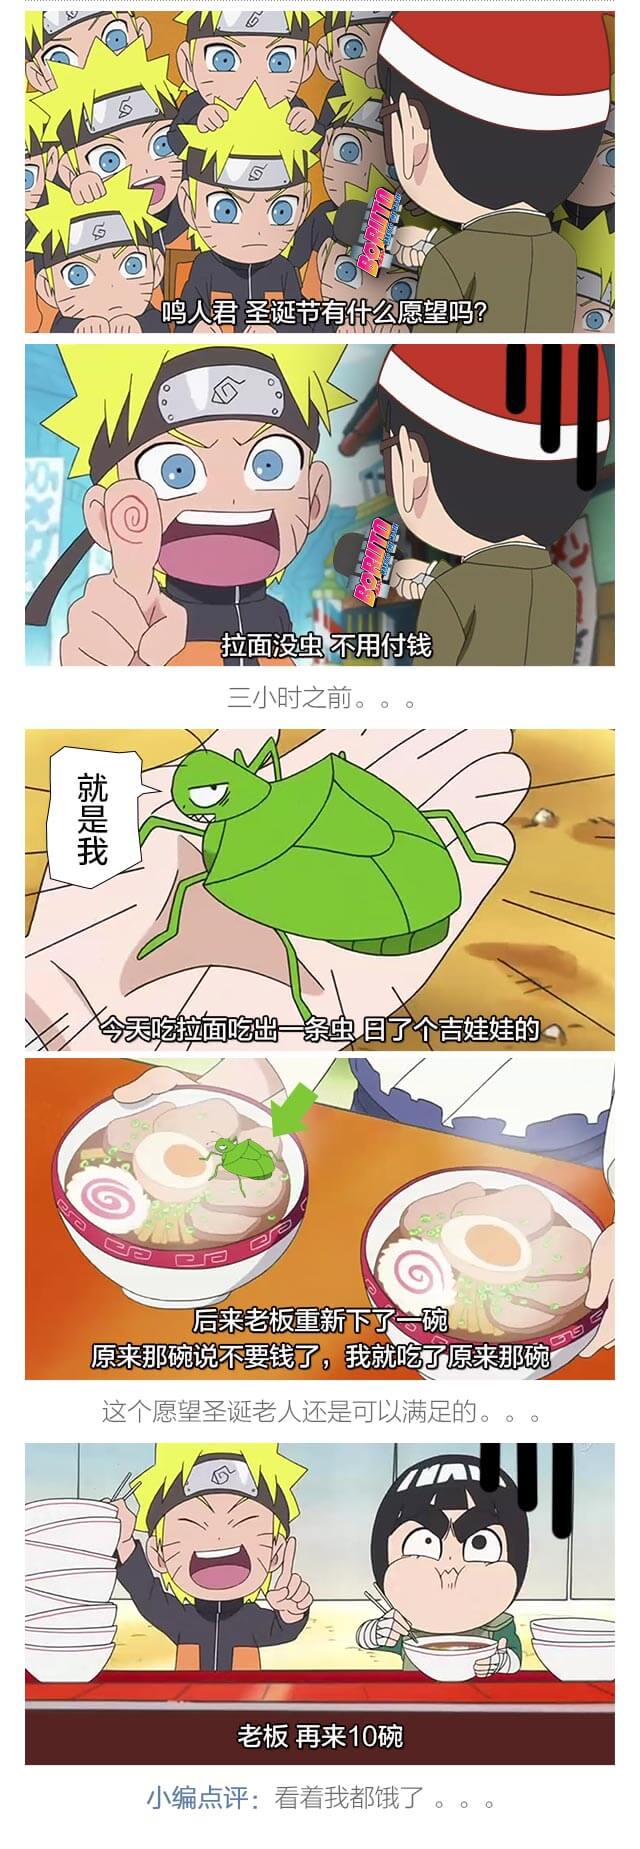 BORUTO
鸣人君 圣诞节有什么愿望吗?
BORUTO
拉面没虫 不用付钱
三小时之前。。。
就是我
今天吃拉面吃出一条虫 日了个吉娃娃的
后来老板重新下了一碗
原来那碗说不要钱了，我就吃了原来那碗
这个愿望圣诞老人还是可以满足的。。。
老板 再来10碗
小编点评：看着我都饿了 。。。